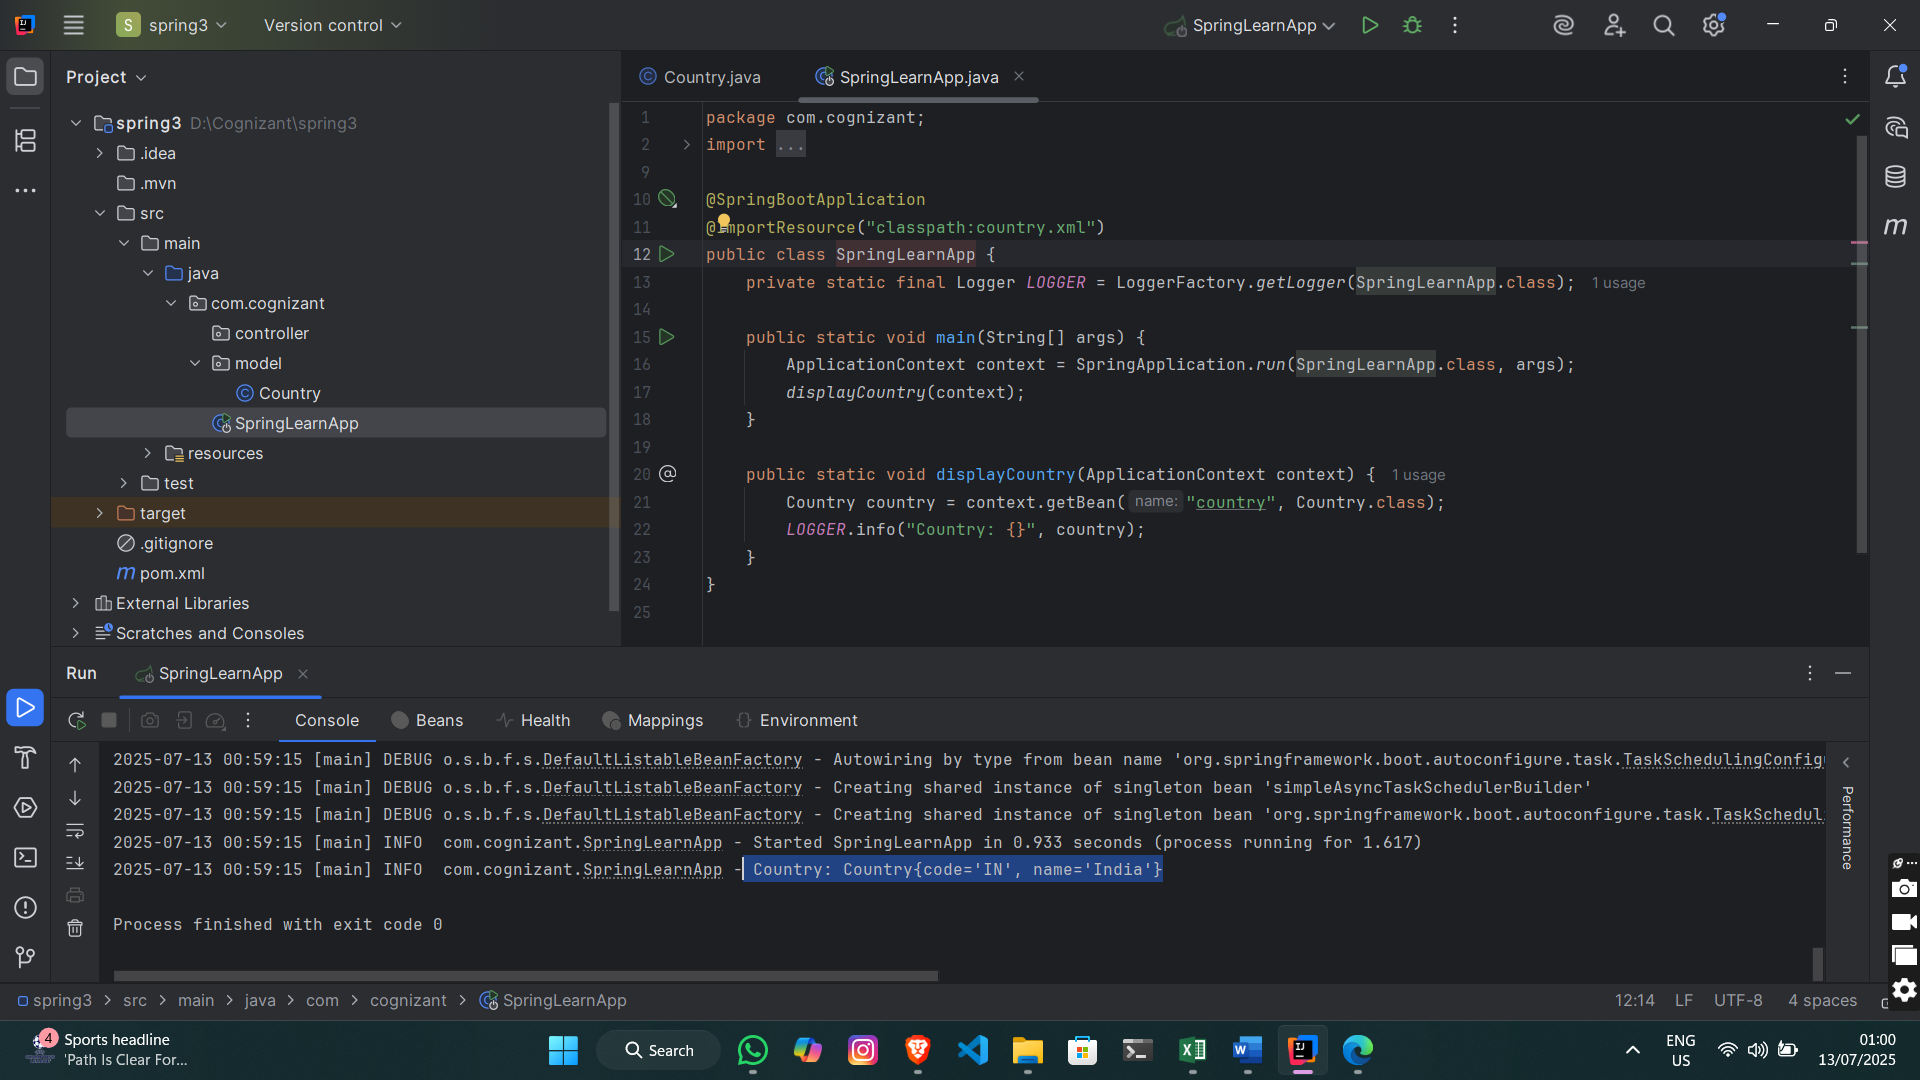 S spring3 Version control SpringLearnApp
Project
spring3 D:\Cognizant\spring3
.idea
.mvn
src
main
java
com.cognizant
controller
model
Country
SpringLearnApp
resources
test
target
.gitignore
m pom.xml
External Libraries
Scratches and Consoles
Country.java SpringLearnApp.java
1 package com.cognizant;
2 import ...
9
10 @SpringBootApplication
11 @ImportResource("classpath:country.xml")
12 public class SpringLearnApp {
13 private static final Logger LOGGER = LoggerFactory.getLogger(SpringLearnApp.class); 1 usage
14
15 public static void main(String[] args) {
16 ApplicationContext context = SpringApplication.run(SpringLearnApp.class, args);
17 displayCountry(context);
18 }
19
20 public static void displayCountry(ApplicationContext context) { 1 usage
21 Country country = context.getBean( name: "country", Country.class);
22 LOGGER.info("Country: {}", country);
23 }
24 }
25
Run SpringLearnApp
Console Beans Health Mappings Environment
2025-07-13 00:59:15 [main] DEBUG o.s.b.f.s.DefaultListableBeanFactory - Autowiring by type from bean name 'org.springframework.boot.autoconfigure.task.TaskSchedulingConfigu
2025-07-13 00:59:15 [main] DEBUG o.s.b.f.s.DefaultListableBeanFactory - Creating shared instance of singleton bean 'simpleAsyncTaskSchedulerBuilder'
2025-07-13 00:59:15 [main] DEBUG o.s.b.f.s.DefaultListableBeanFactory - Creating shared instance of singleton bean 'org.springframework.boot.autoconfigure.task.TaskSchedul
2025-07-13 00:59:15 [main] INFO com.cognizant.SpringLearnApp - Started SpringLearnApp in 0.933 seconds (process running for 1.617)
2025-07-13 00:59:15 [main] INFO com.cognizant.SpringLearnApp - Country: Country{code='IN', name='India'}
Process finished with exit code 0
Performance
spring3 > src > main > java > com > cognizant > SpringLearnApp
12:14 LF UTF-8 4 spaces
4 Sports headline
'Path Is Clear For...
Search
ENG
US
01:00
13/07/2025